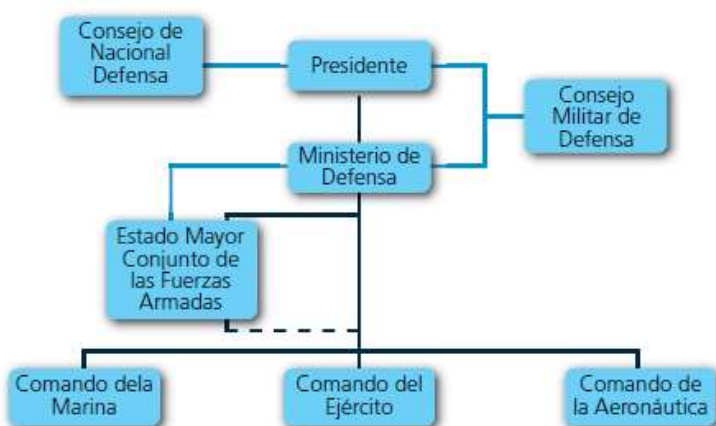 Consejo de
Nacional
Defensa
Presidente
Consejo
Militar de
Defensa
Ministerio de
Defensa
Estado Mayor
Conjunto de
las Fuerzas
Armadas
Comando dela
Marina
Comando del
Ejército
Comando de
la Aeronáutica